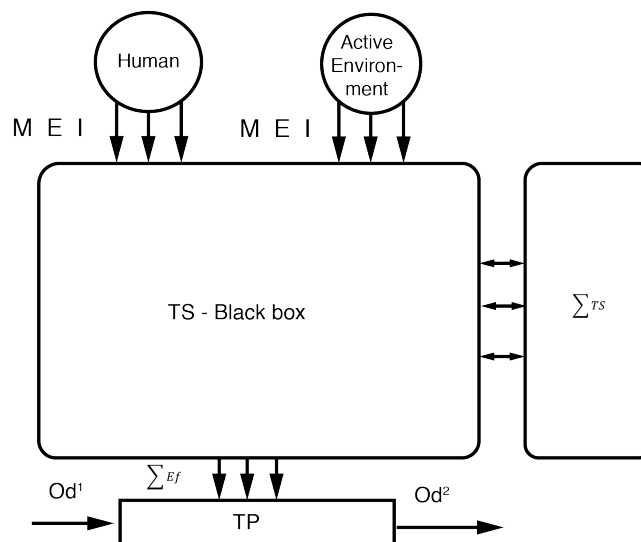 Human
Active
Environ-
ment
M E I
M E I
TS - Black box
∑TS
∑Ef
Od¹
TP
Od²